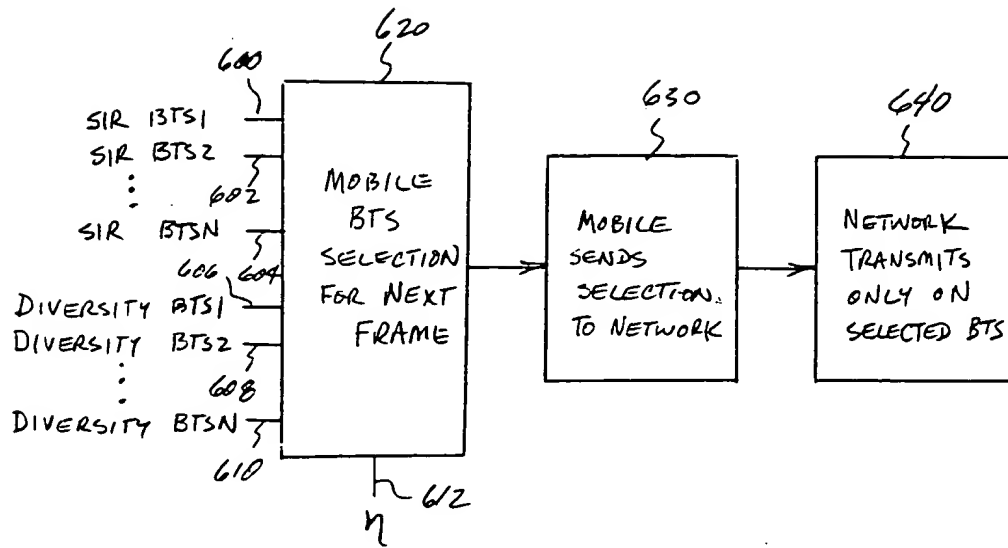 620
600
630
640
SIR BTS1
SIR BTS2
602
SIR BTSN
604
606
DIVERSITY BTS1
DIVERSITY BTS2
608
DIVERSITY BTSN
610
MOBILE
BTS
SELECTION
FOR NEXT
FRAME
612
η
MOBILE
SENDS
SELECTION
TO NETWORK
NETWORK
TRANSMITS
ONLY ON
SELECTED BTS